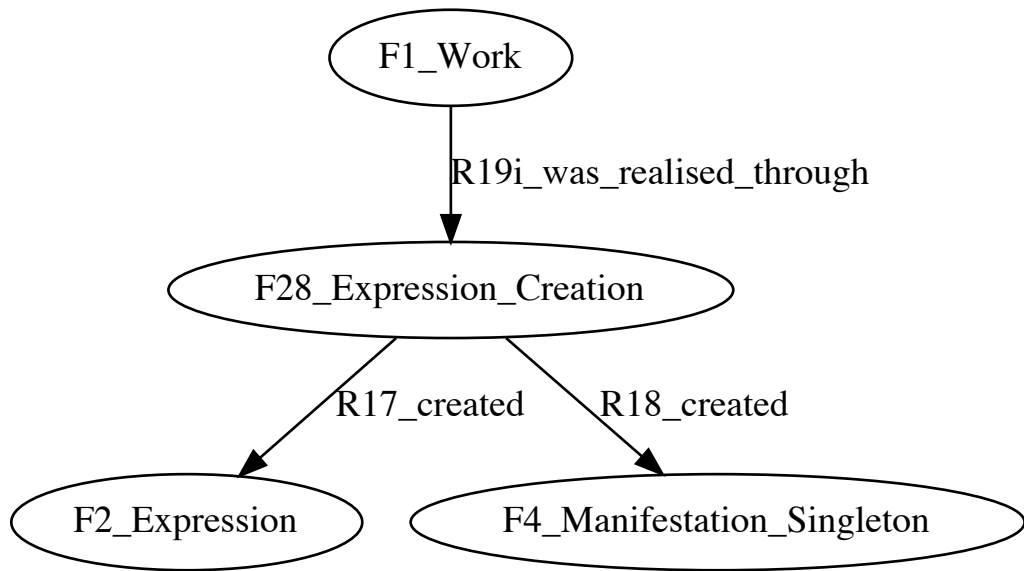 F1_Work
R19i_was_realised_through
F28_Expression_Creation
R17_created
R18_created
F2_Expression
F4_Manifestation_Singleton